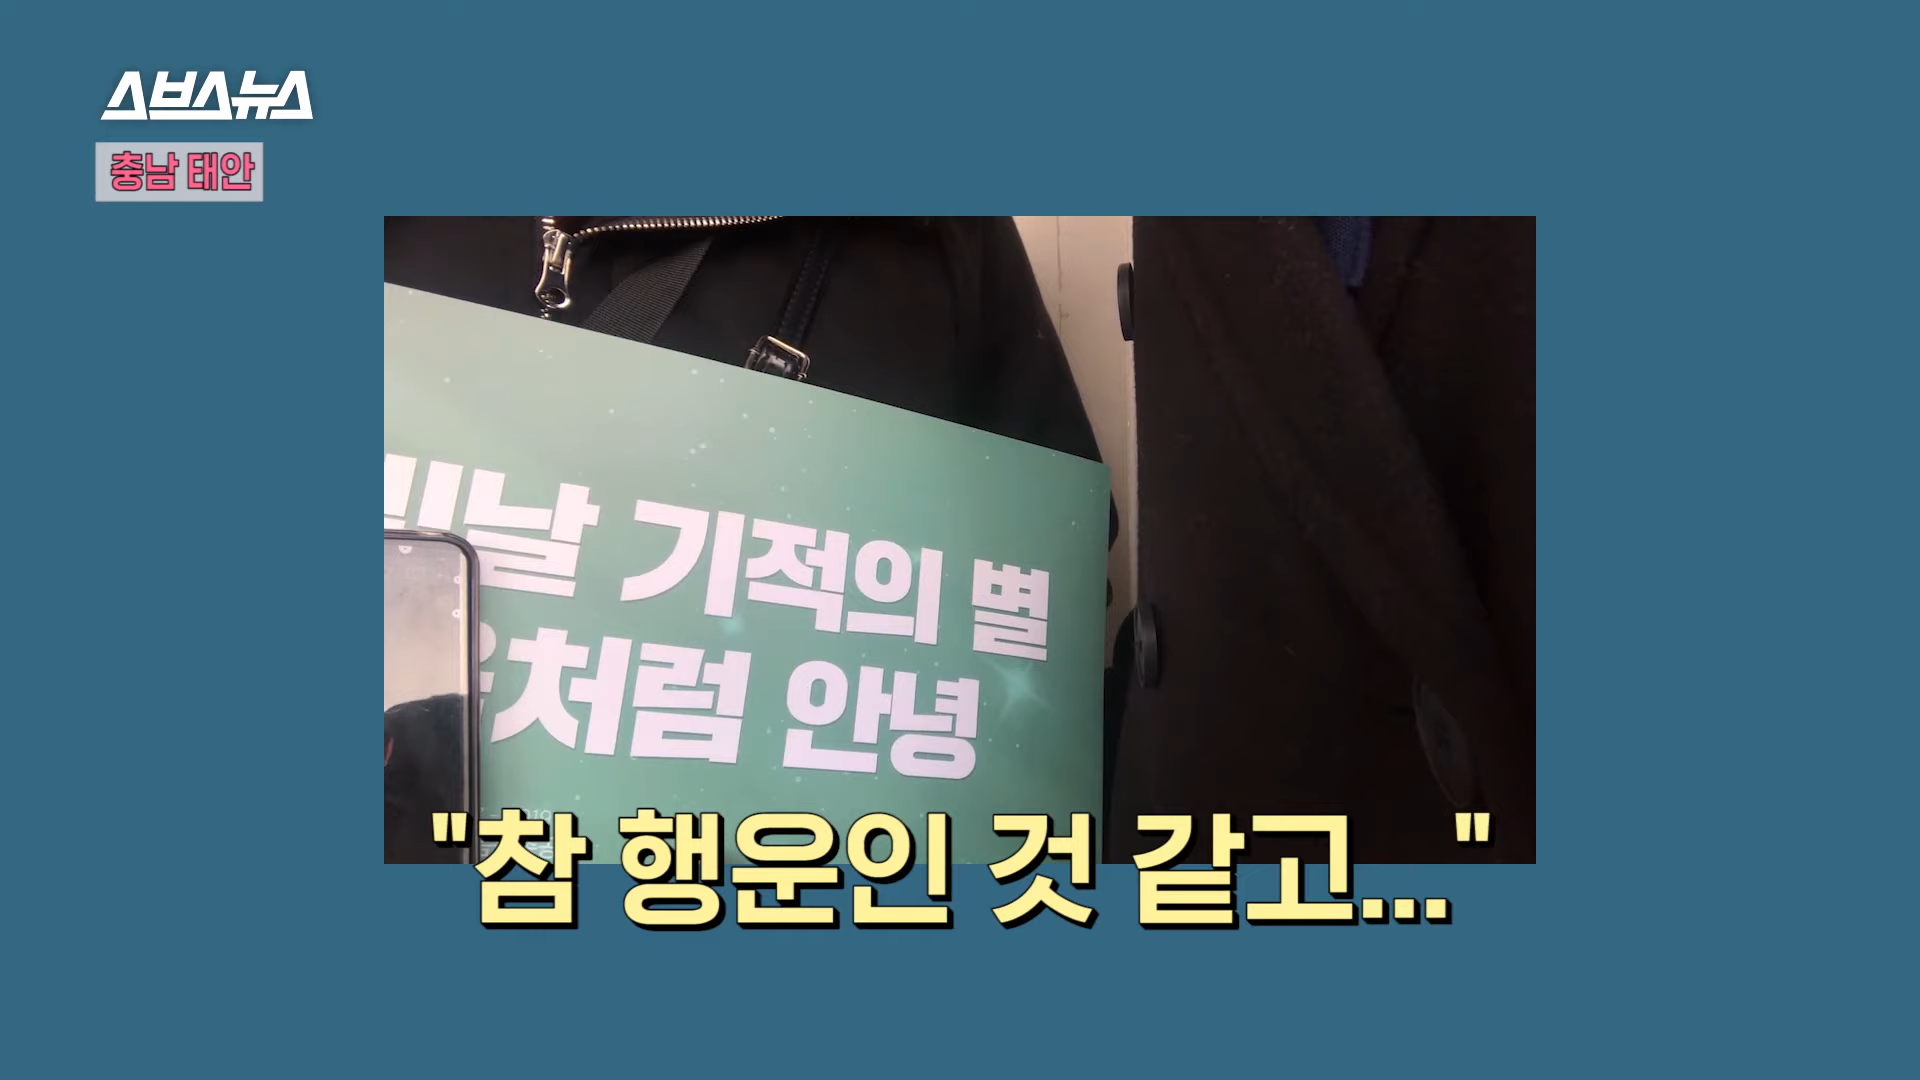 스브스뉴스
충남 태안
날 기적의 별
처럼 안녕
"참 행운인 것 같고..."